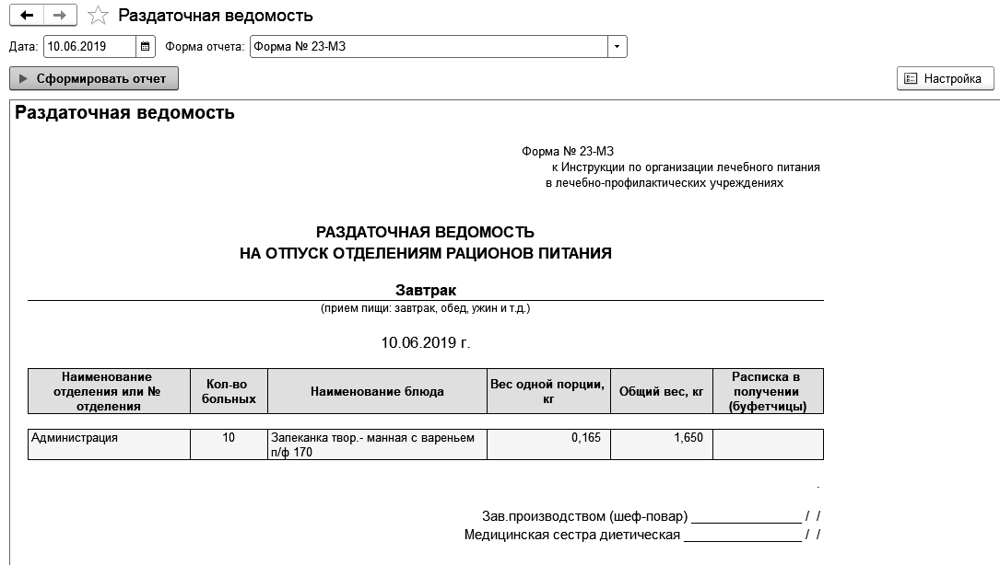 Раздаточная ведомость
Дата: 10.06.2019 Форма отчета: Форма № 23-МЗ
Сформировать отчет Настройка
Раздаточная ведомость
Форма № 23-МЗ
к Инструкции по организации лечебного питания
в лечебно-профилактических учреждениях
РАЗДАТОЧНАЯ ВЕДОМОСТЬ
НА ОТПУСК ОТДЕЛЕНИЯМ РАЦИОНОВ ПИТАНИЯ
Завтрак
(прием пищи: завтрак, обед, ужин и т.д.)
10.06.2019 г.
Наименование
отделения или №
отделения
Кол-во
больных
Наименование блюда
Вес одной порции,
кг
Общий вес, кг
Расписка в
получении
(буфетчицы)
Администрация 10 Запеканка твор.- манная с вареньем 0,165 1,650
п/ф 170
.
Зав.производством (шеф-повар) _______________ / /
Медицинская сестра диетическая ________________ / /